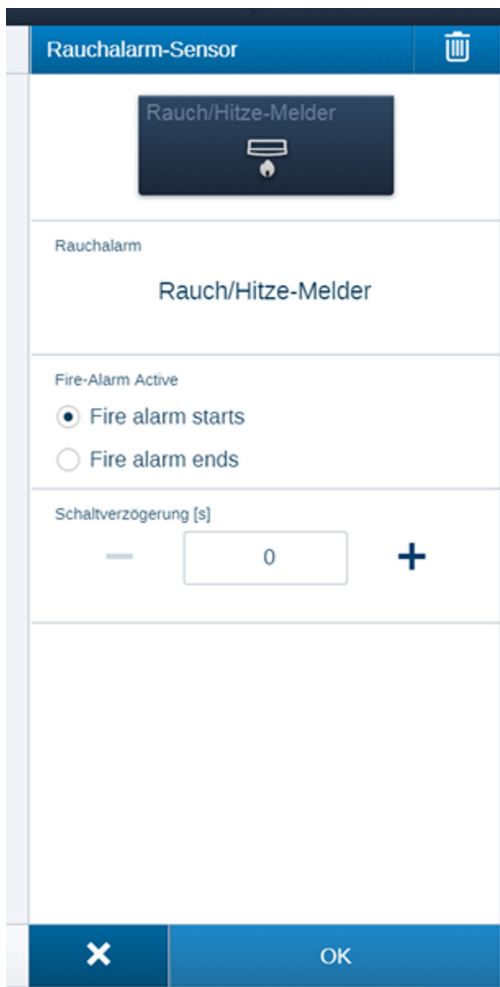 Rauchalarm-Sensor
Rauch/Hitze-Melder
Rauchalarm
Rauch/Hitze-Melder
Fire-Alarm Active
Fire alarm starts
Fire alarm ends
Schaltverzögerung [s]
0
OK